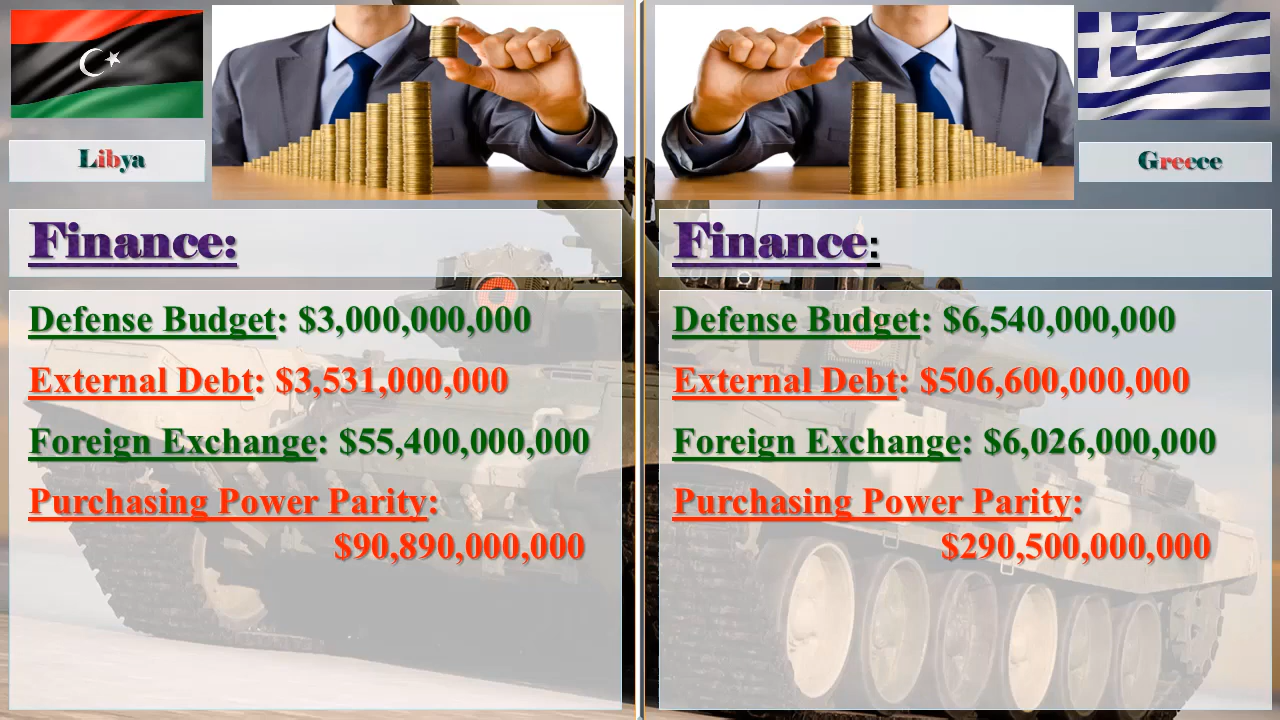 Libya
Finance:
Defense Budget: $3,000,000,000
External Debt: $3,531,000,000
Foreign Exchange: $55,400,000,000
Purchasing Power Parity:
$90,890,000,000
Greece
Finance:
Defense Budget: $6,540,000,000
External Debt: $506,600,000,000
Foreign Exchange: $6,026,000,000
Purchasing Power Parity:
$290,500,000,000